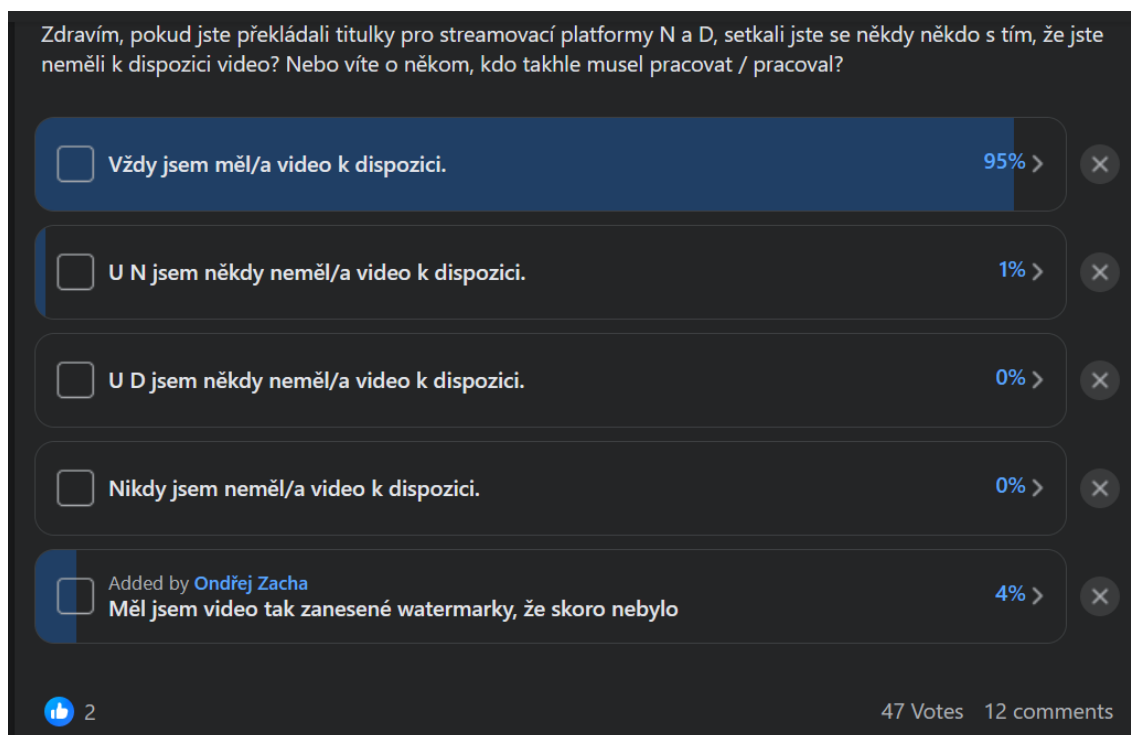 Zdravím, pokud jste překládali titulky pro streamovací platformy N a D, setkali jste se někdy někdo s tím, že jste
neměli k dispozici video? Nebo víte o někom, kdo takhle musel pracovat / pracoval?
Vždy jsem měl/a video k dispozici.
95%
U N jsem někdy neměl/a video k dispozici.
1%
U D jsem někdy neměl/a video k dispozici.
0%
Nikdy jsem neměl/a video k dispozici.
0%
Added by Ondřej Zacha
Měl jsem video tak zanesené watermarky, že skoro nebylo
4%
2
47 Votes 12 comments